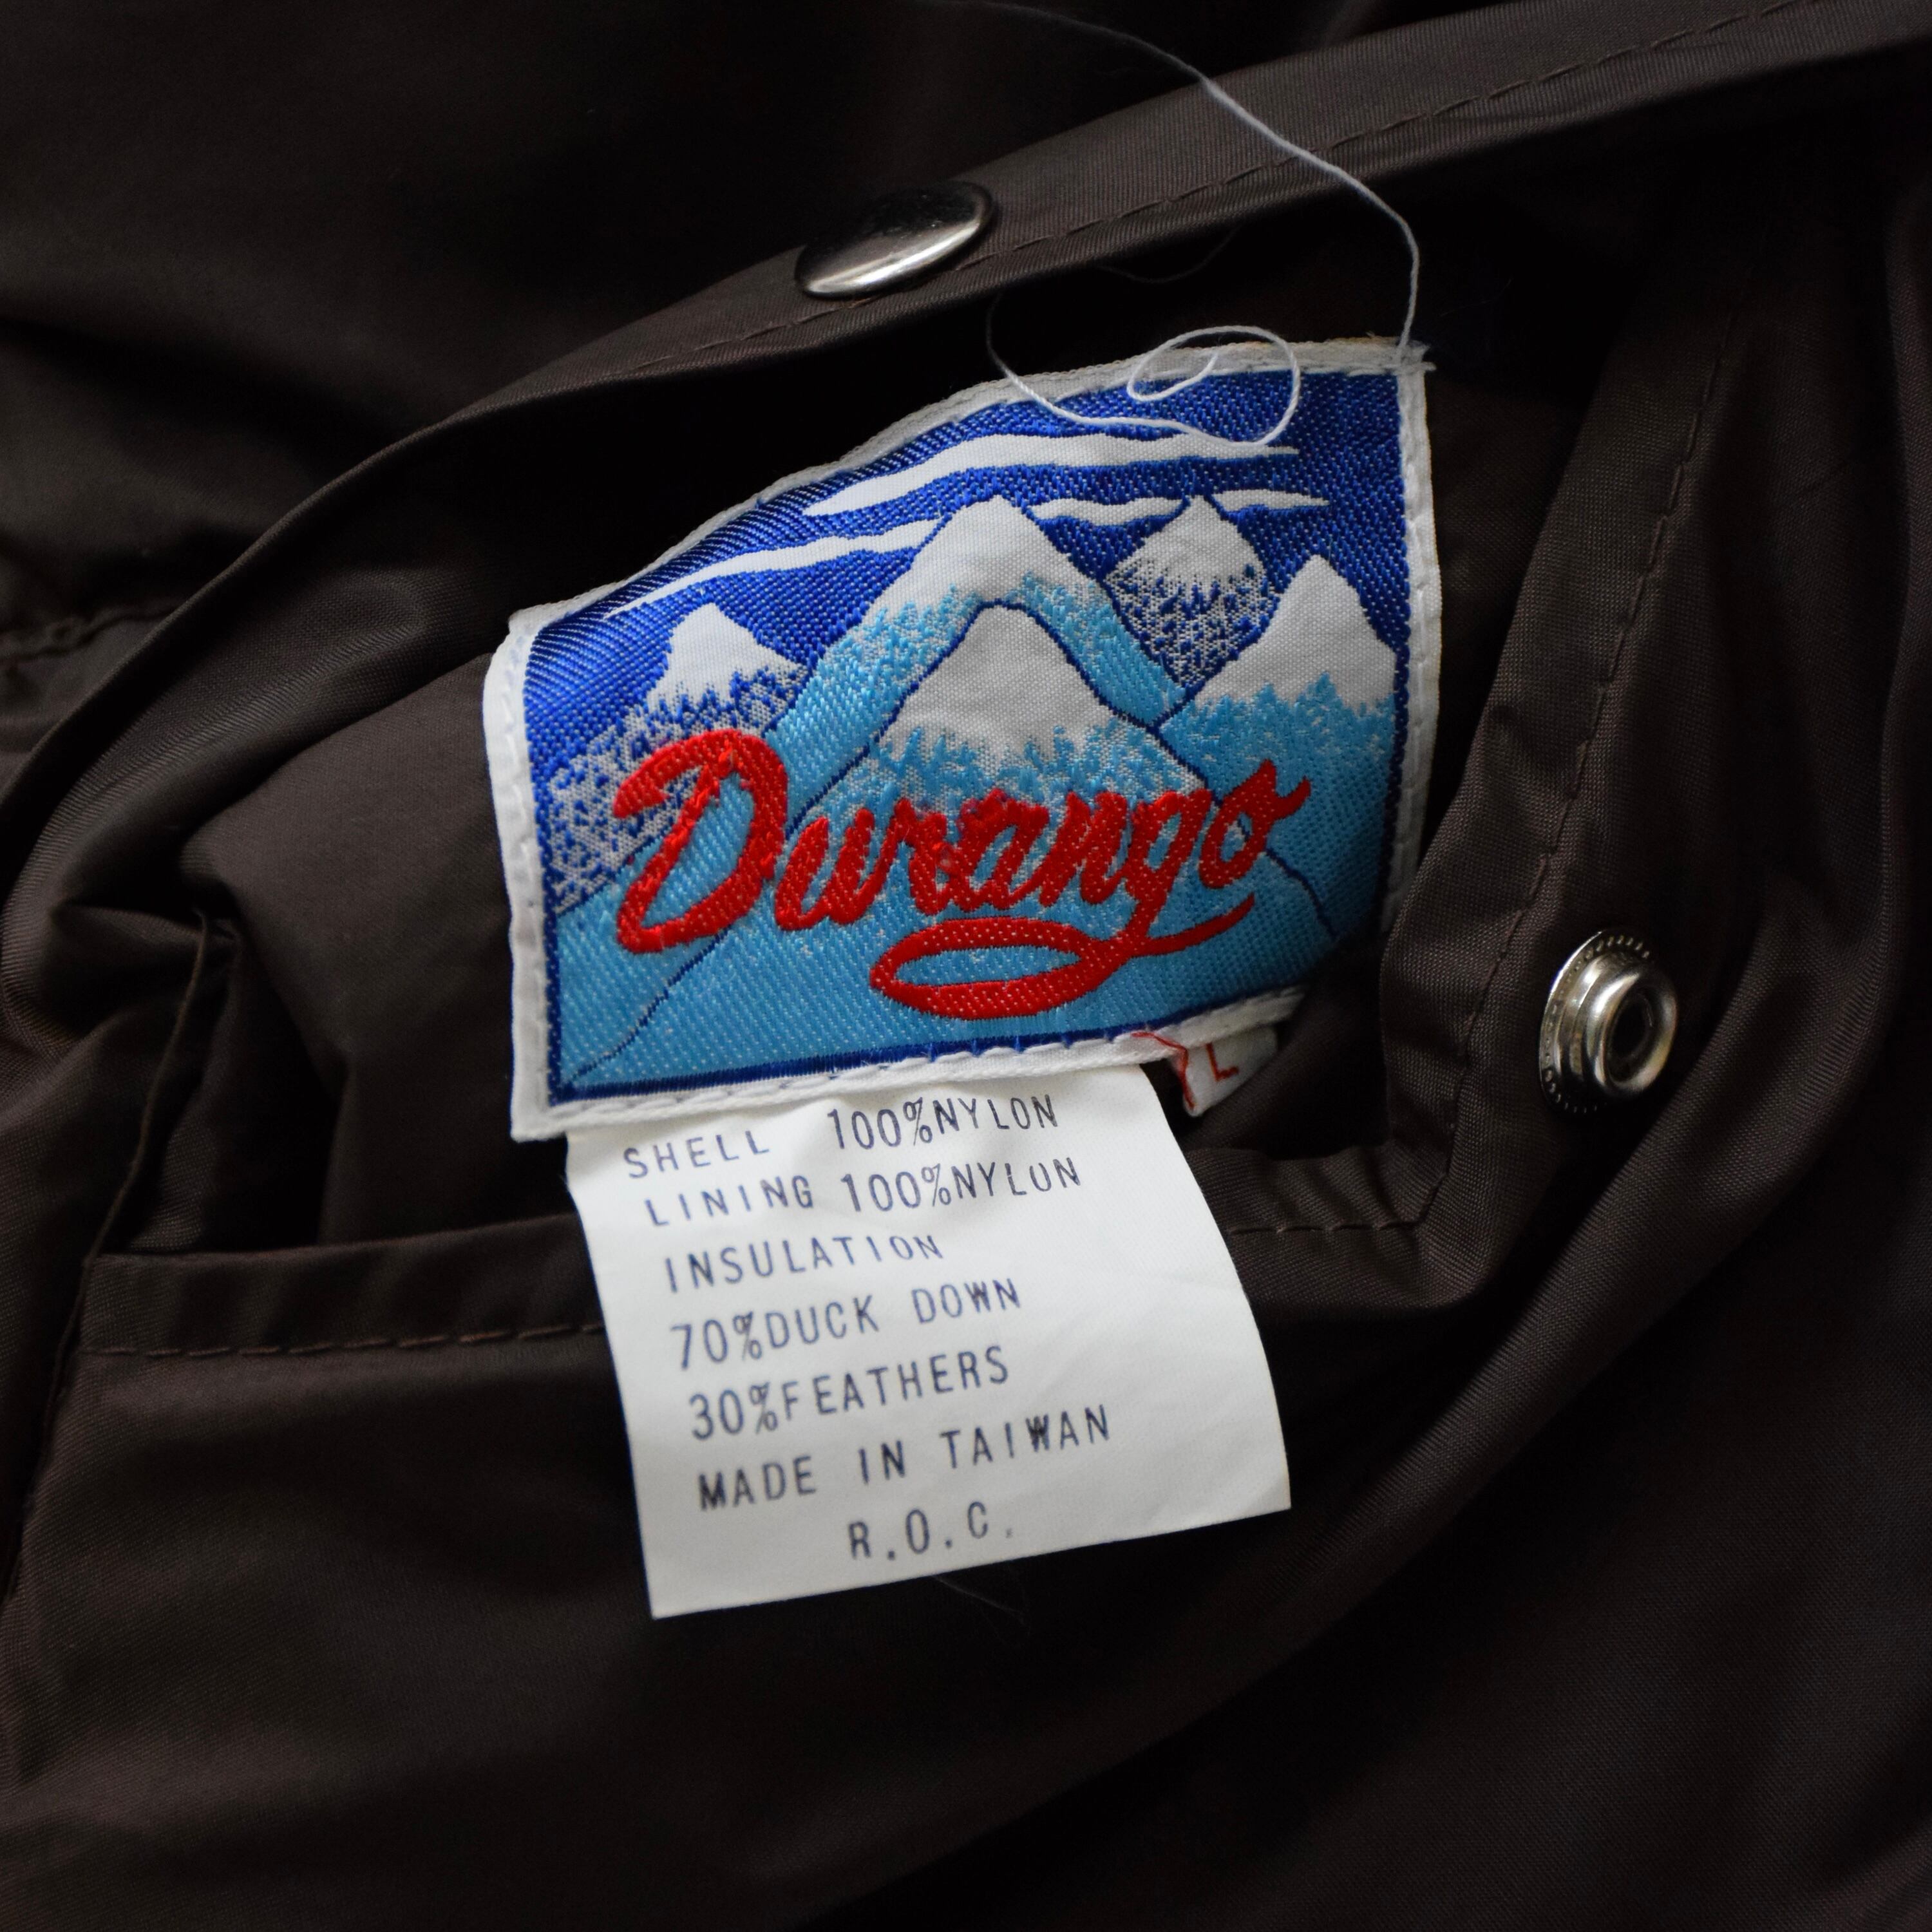 Durango
L
SHELL 100%NYLON
LINING 100%NYLON
INSULATION
70%DUCK DOWN
30%FEATHERS
MADE IN TAIWAN
R.O.C.